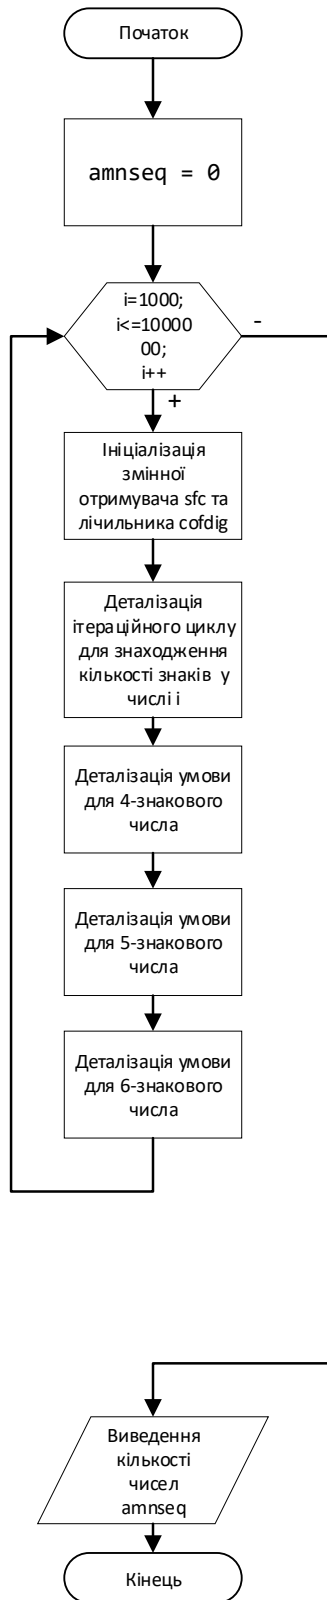 Початок
amnseq = 0
i=1000;
i<=10000
00;
i++
-
+
Ініціалізація
змінної
отримувача sfc та
лічильника cofdig
Деталізація
ітераційного циклу
для знаходження
кількості знаків у
числі і
Деталізація умови
для 4-знакового
числа
Деталізація умови
для 5-знакового
числа
Деталізація умови
для 6-знакового
числа
Виведення
кількості
чисел
amnseq
Кінець